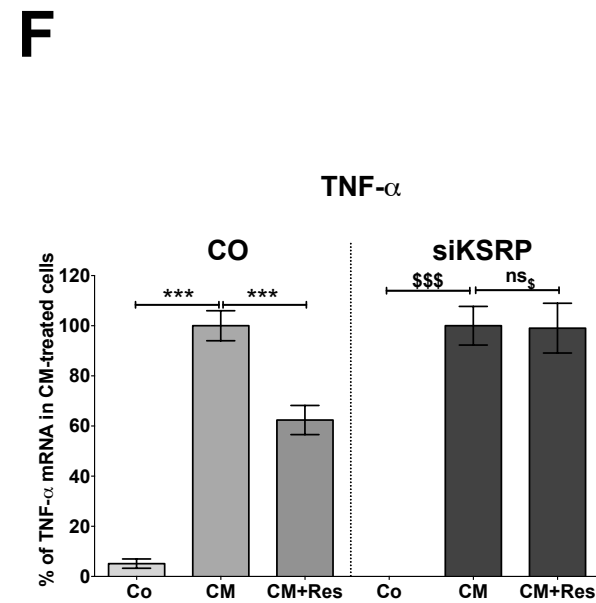 F
TNF-α
CO siKSRP
% of TNF-α mRNA in CM-treated cells
120
100
80
60
40
20
0
*** *** $$$ ns$
Co CM CM+Res Co CM CM+Res